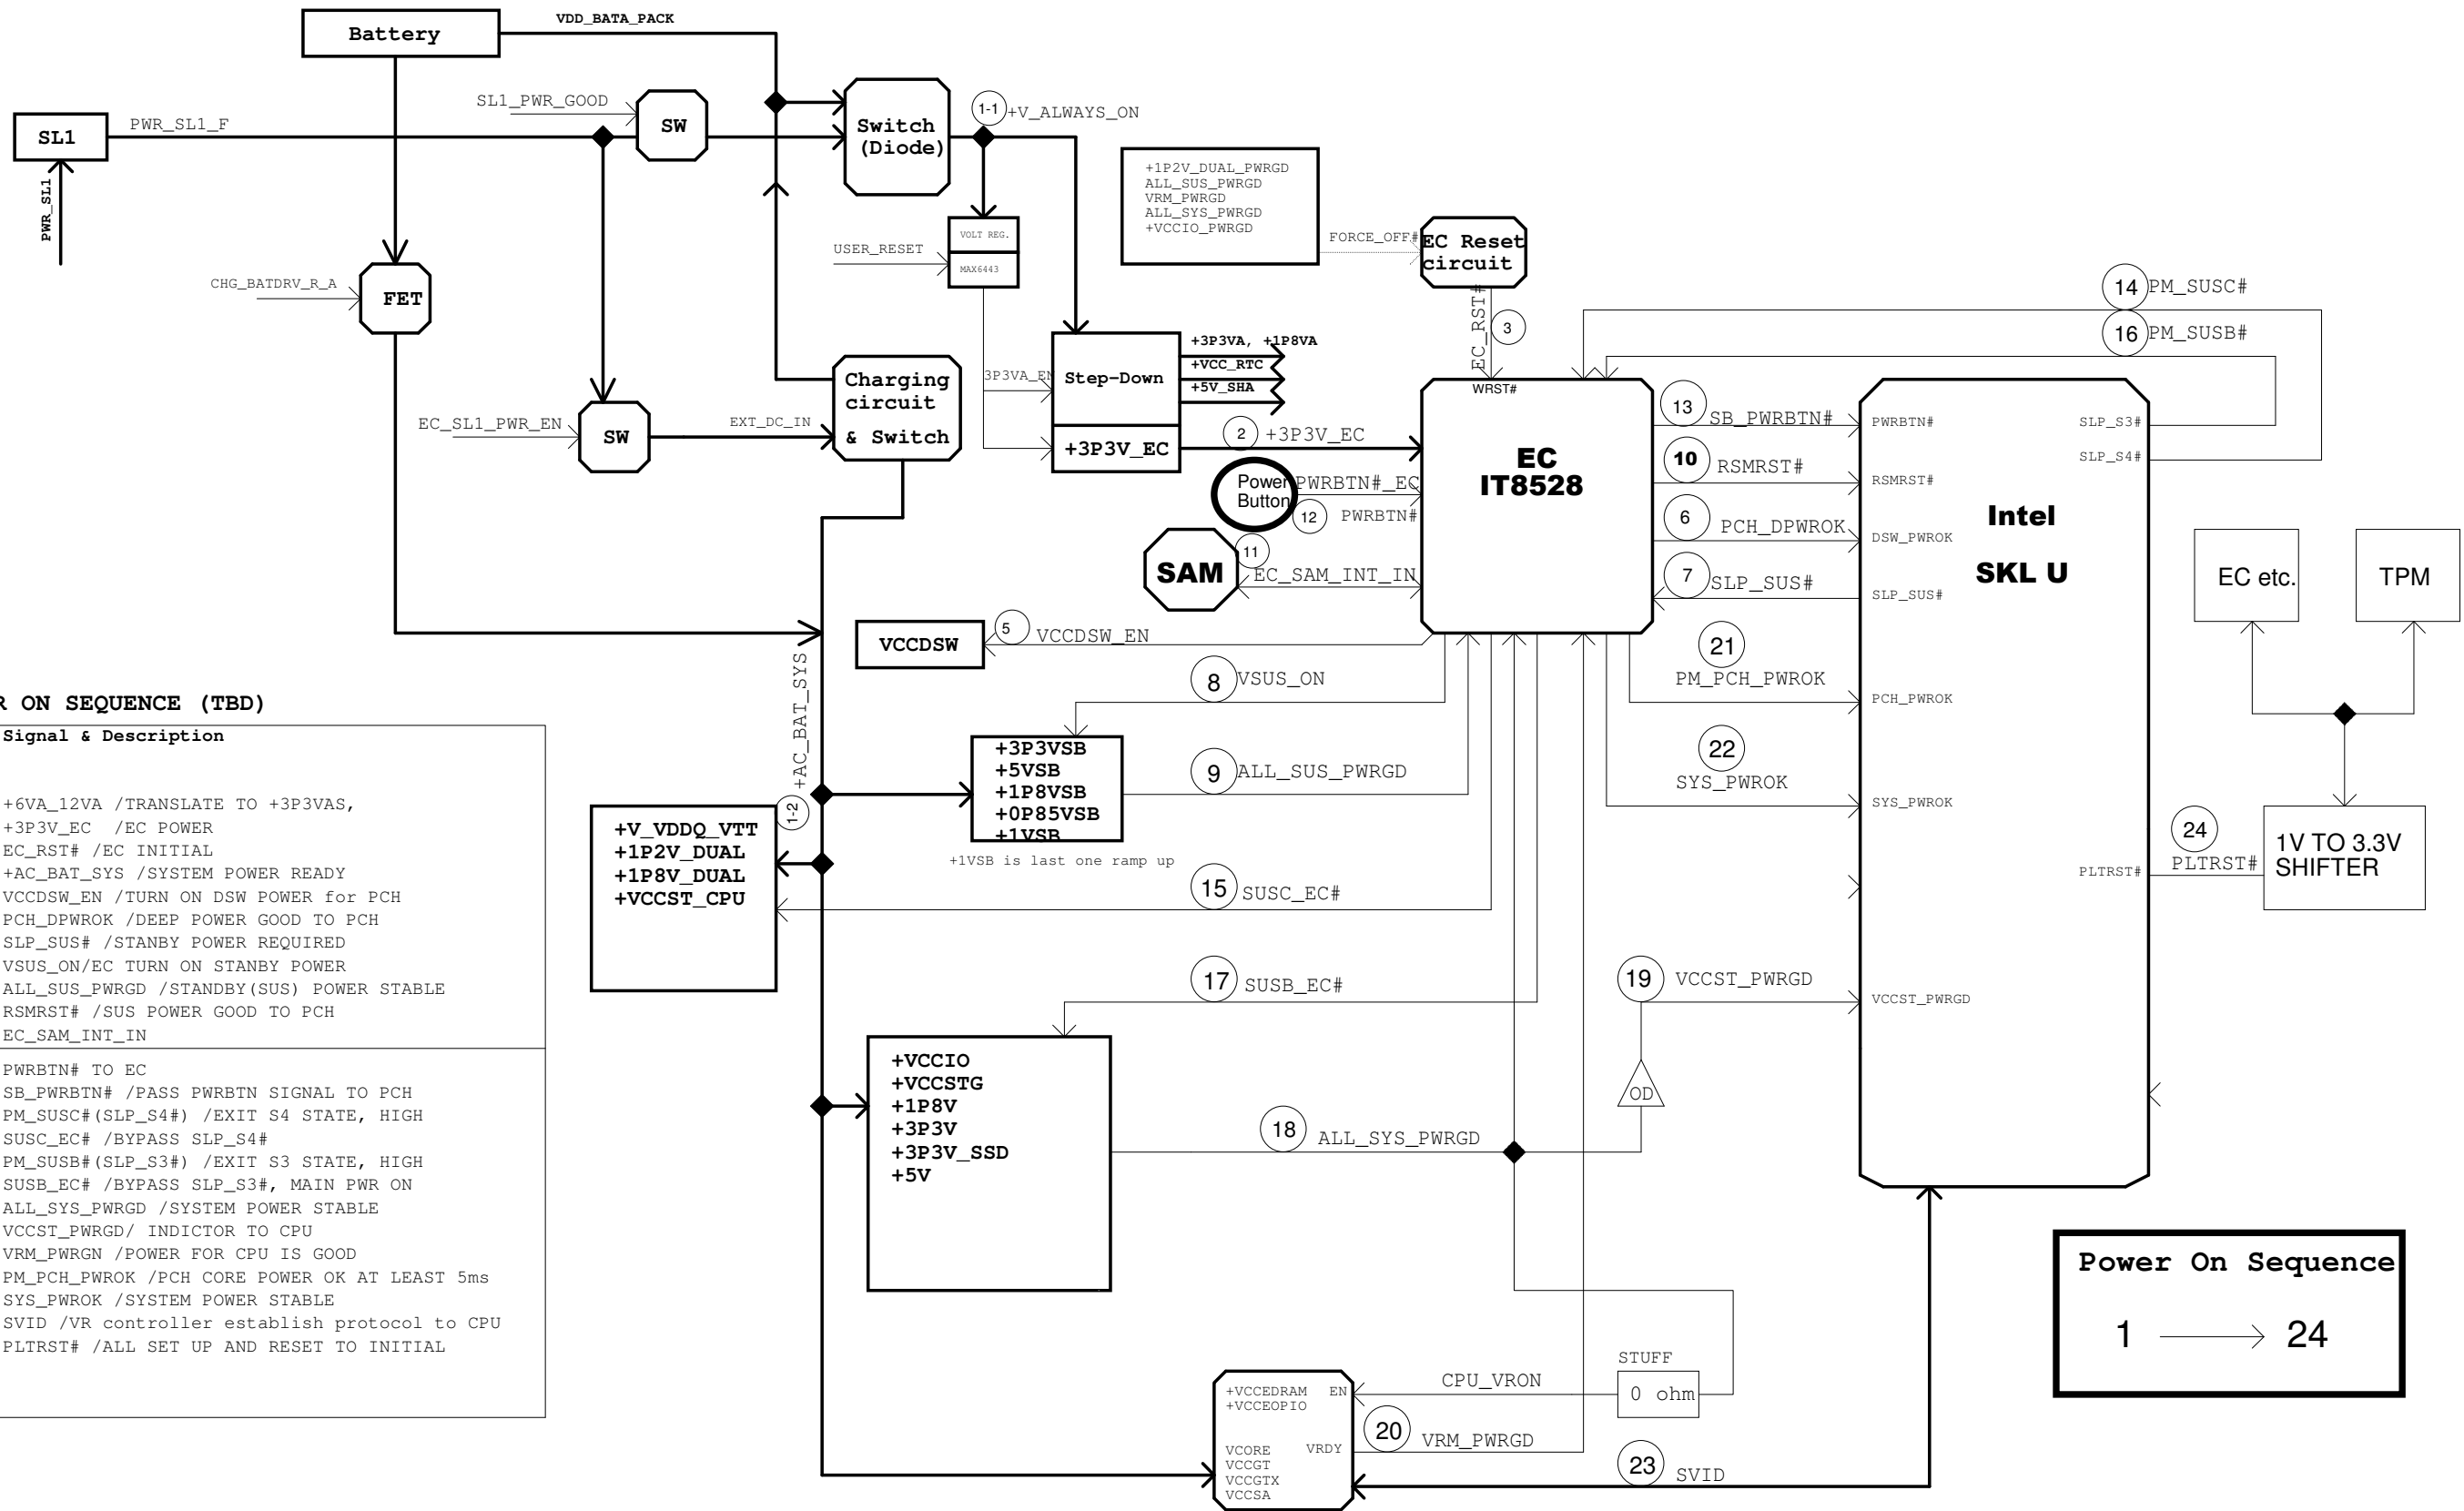 Battery
VDD_BATA_PACK
SL1_PWR_GOOD
SW
SL1
PWR_SL1_F
PWR_SL1
Switch
(Diode)
1-1
+V_ALWAYS_ON
VOLT REG.
MAX6443
USER_RESET
+1P2V_DUAL_PWRGD
ALL_SUS_PWRGD
VRM_PWRGD
ALL_SYS_PWRGD
+VCCIO_PWRGD
FORCE_OFF#
EC Reset
circuit
EC_RST#
3
CHG_BATDRV_R_A
FET
14
PM_SUSC#
16
PM_SUSB#
Charging
circuit
& Switch
EC_SL1_PWR_EN
SW
EXT_DC_IN
3P3VA_EN
Step-Down
+3P3VA, +1P8VA
+VCC_RTC
+5V_SHA
+3P3V_EC
2
+3P3V_EC
Power
Button
PWRBTN#_EC
12
PWRBTN#
SAM
11
EC_SAM_INT_IN
WRST#
EC
IT8528
13
SB_PWRBTN#
10
RSMRST#
6
PCH_DPWROK
7
SLP_SUS#
PWRBTN#
RSMRST#
DSW_PWROK
SLP_SUS#
SLP_S3#
SLP_S4#
Intel
SKL U
EC etc.
TPM
VCCDSW
5
VCCDSW_EN
8
VSUS_ON
21
PM_PCH_PWROK
PCH_PWROK
22
SYS_PWROK
SYS_PWROK
+AC_BAT_SYS
1-2
+3P3VSB
+5VSB
+1P8VSB
+0P85VSB
+1VSB
+1VSB is last one ramp up
9
ALL_SUS_PWRGD
+V_VDDQ_VTT
+1P2V_DUAL
+1P8V_DUAL
+VCCST_CPU
15
SUSC_EC#
PLTRST#
24
PLTRST#
1V TO 3.3V
SHIFTER
17
SUSB_EC#
19
VCCST_PWRGD
VCCST_PWRGD
OD
+VCCIO
+VCCSTG
+1P8V
+3P3V
+3P3V_SSD
+5V
18
ALL_SYS_PWRGD
R ON SEQUENCE (TBD)
Signal & Description
+6VA_12VA /TRANSLATE TO +3P3VAS,
+3P3V_EC /EC POWER
EC_RST# /EC INITIAL
+AC_BAT_SYS /SYSTEM POWER READY
VCCDSW_EN /TURN ON DSW POWER for PCH
PCH_DPWROK /DEEP POWER GOOD TO PCH
SLP_SUS# /STANBY POWER REQUIRED
VSUS_ON/EC TURN ON STANBY POWER
ALL_SUS_PWRGD /STANDBY(SUS) POWER STABLE
RSMRST# /SUS POWER GOOD TO PCH
EC_SAM_INT_IN
PWRBTN# TO EC
SB_PWRBTN# /PASS PWRBTN SIGNAL TO PCH
PM_SUSC#(SLP_S4#) /EXIT S4 STATE, HIGH
SUSC_EC# /BYPASS SLP_S4#
PM_SUSB#(SLP_S3#) /EXIT S3 STATE, HIGH
SUSB_EC# /BYPASS SLP_S3#, MAIN PWR ON
ALL_SYS_PWRGD /SYSTEM POWER STABLE
VCCST_PWRGD/ INDICTOR TO CPU
VRM_PWRGN /POWER FOR CPU IS GOOD
PM_PCH_PWROK /PCH CORE POWER OK AT LEAST 5ms
SYS_PWROK /SYSTEM POWER STABLE
SVID /VR controller establish protocol to CPU
PLTRST# /ALL SET UP AND RESET TO INITIAL
+VCCEDRAM
+VCCEOPIO
EN
VCORE
VCCGT
VCCGTX
VCCSA
VRDY
CPU_VRON
STUFF
0 ohm
20
VRM_PWRGD
23
SVID
Power On Sequence
1
24